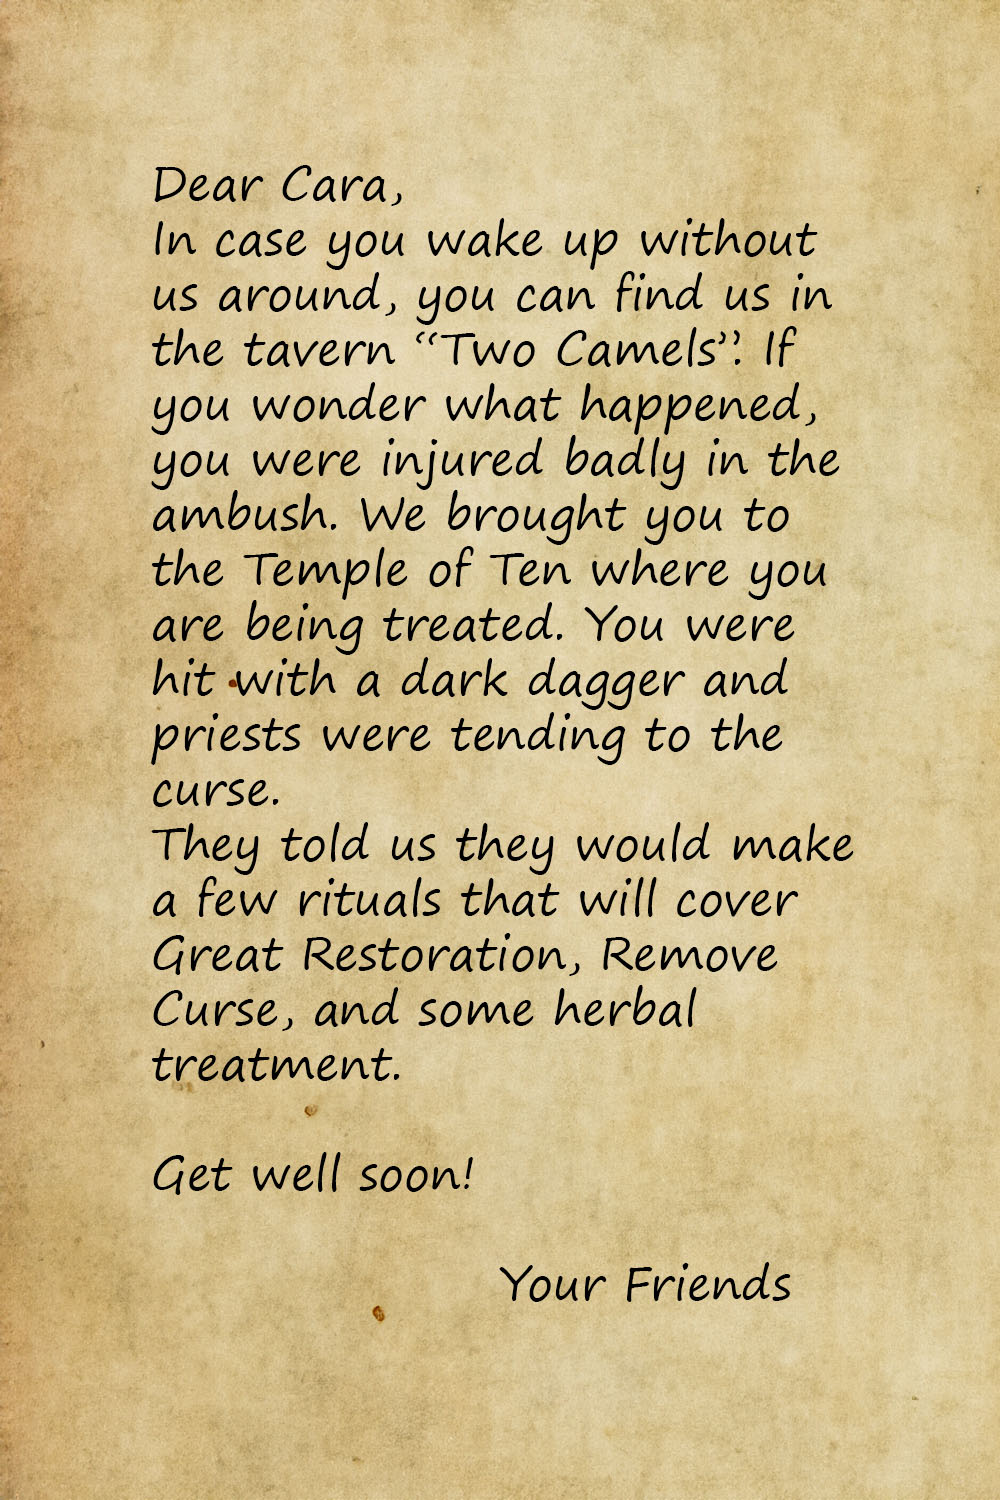 Dear Cara,
In case you wake up without
us around, you can find us in
the tavern “Two Camels”. If
you wonder what happened,
you were injured badly in the
ambush. We brought you to
the Temple of Ten where you
are being treated. You were
hit with a dark dagger and
priests were tending to the
curse.
They told us they would make
a few rituals that will cover
Great Restoration, Remove
Curse, and some herbal
treatment.
Get well soon!
Your Friends